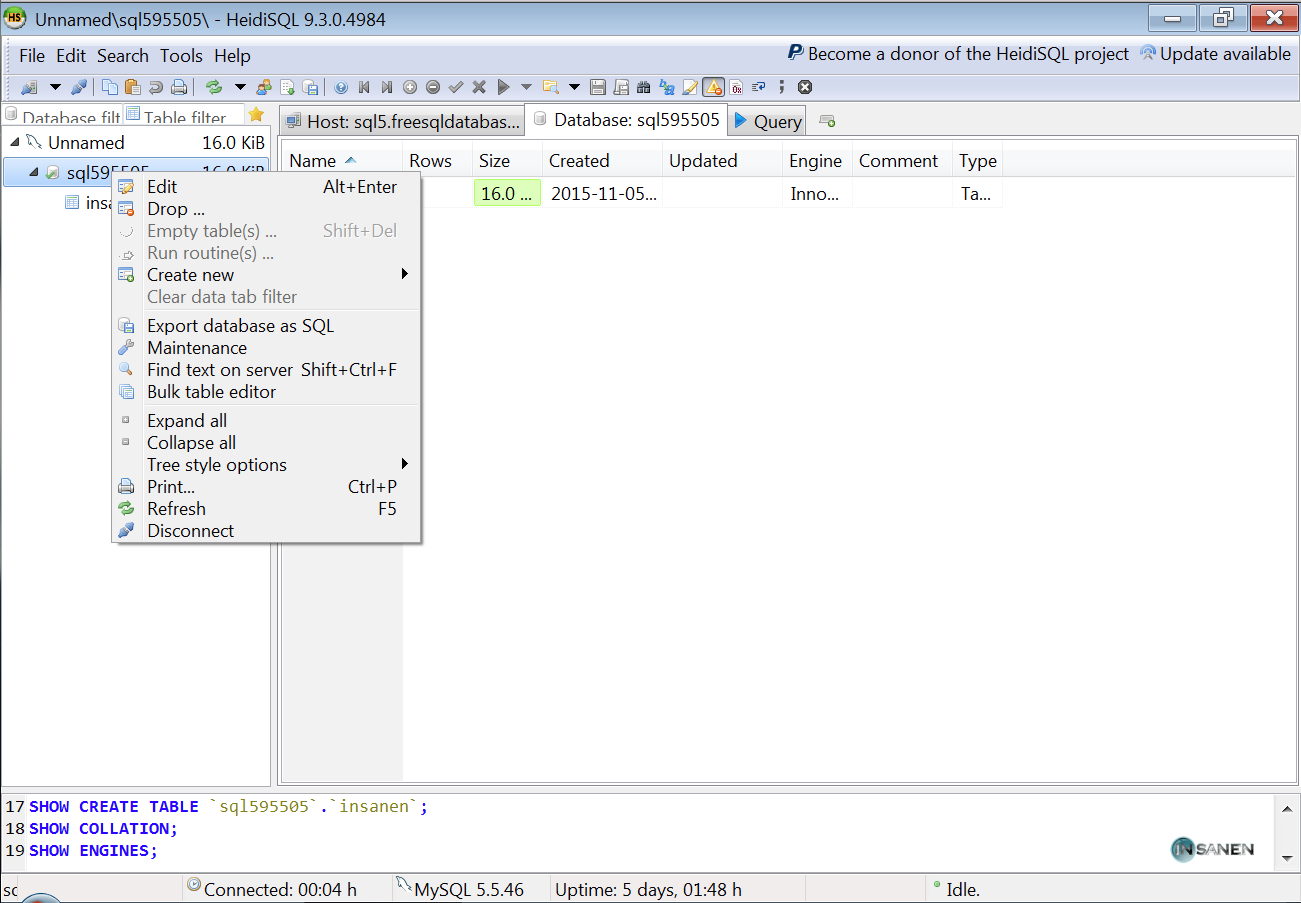 HS Unnamed\sql595505\ - HeidiSQL 9.3.0.4984
File Edit Search Tools Help
Become a donor of the HeidiSQL project Update available
Database filt Table filter
Host: sql5.freesqldatabas... Database: sql595505 Query
Unnamed 16.0 KiB
Name Rows Size Created Updated Engine Comment Type
sql595505 16.0 KiB
Edit Alt+Enter
16.0 ... 2015-11-05... Inno... Ta...
insa
Drop ...
Empty table(s) ... Shift+Del
Run routine(s) ...
Create new
Clear data tab filter
Export database as SQL
Maintenance
Find text on server Shift+Ctrl+F
Bulk table editor
Expand all
Collapse all
Tree style options
Print... Ctrl+P
Refresh F5
Disconnect
17 SHOW CREATE TABLE `sql595505`.`insanen`;
18 SHOW COLLATION;
19 SHOW ENGINES;
INSANEN
Connected: 00:04 h MySQL 5.5.46 Uptime: 5 days, 01:48 h Idle.